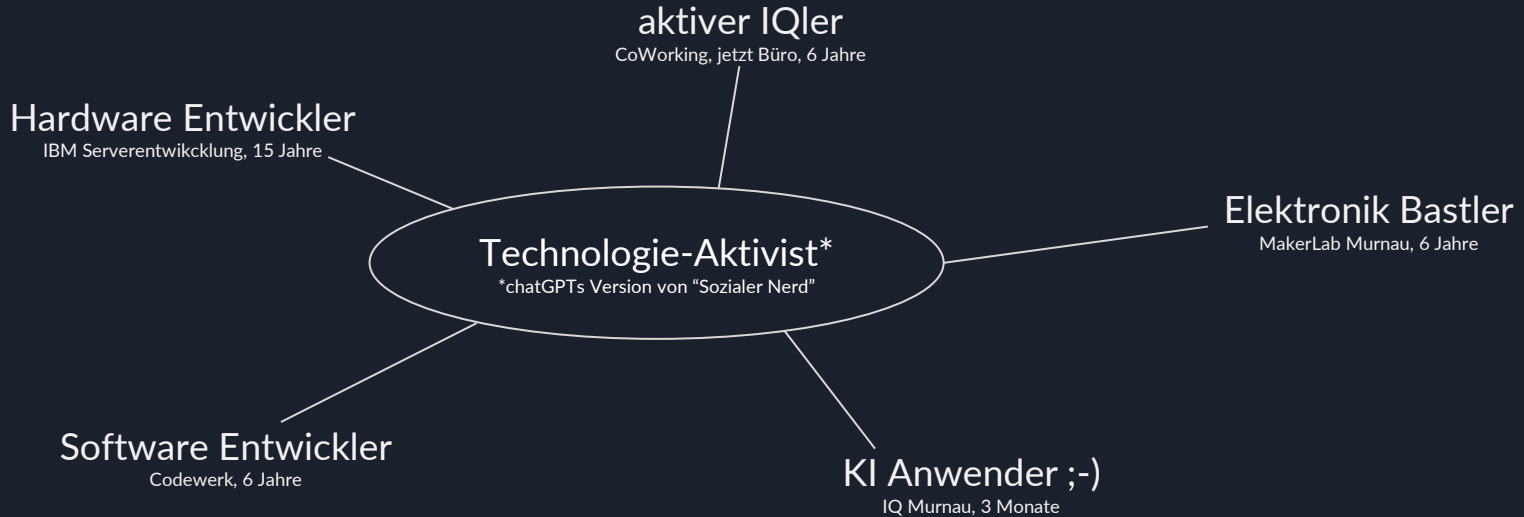 aktiver IQler
CoWorking, jetzt Büro, 6 Jahre
Hardware Entwickler
IBM Serverentwikcklung, 15 Jahre
Elektronik Bastler
MakerLab Murnau, 6 Jahre
Technologie-Aktivist*
*chatGPTs Version von “Sozialer Nerd”
Software Entwickler
Codewerk, 6 Jahre
KI Anwender ;-)
IQ Murnau, 3 Monate